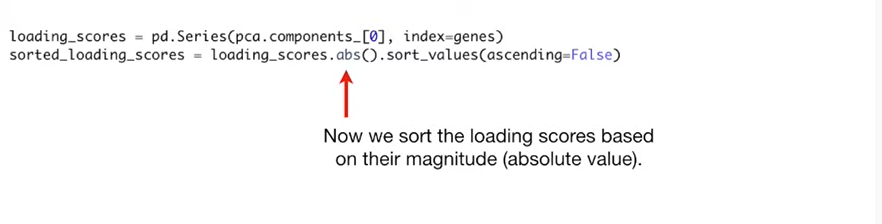 loading_scores = pd.Series(pca.components_[0], index=genes)
sorted_loading_scores = loading_scores.abs().sort_values(ascending=False)
Now we sort the loading scores based
on their magnitude (absolute value).